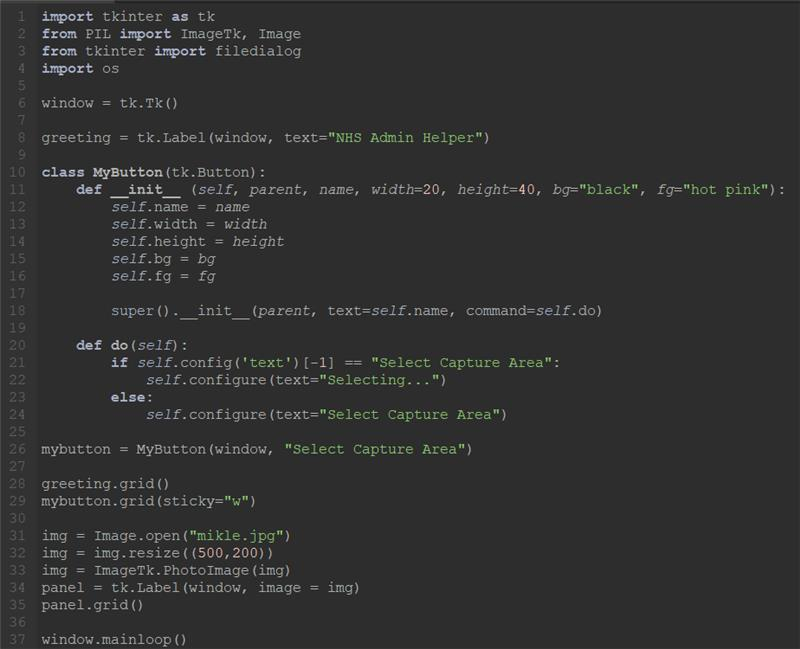 1 import tkinter as tk
2 from PIL import ImageTk, Image
3 from tkinter import filedialog
4 import os
5
6 window = tk.Tk()
7
8 greeting = tk.Label(window, text="NHS Admin Helper")
9
10 class MyButton(tk.Button):
11     def __init__ (self, parent, name, width=20, height=40, bg="black", fg="hot pink"):
12         self.name = name
13         self.width = width
14         self.height = height
15         self.bg = bg
16         self.fg = fg
17
18         super().__init__(parent, text=self.name, command=self.do)
19
20     def do(self):
21         if self.config('text')[-1] == "Select Capture Area":
22             self.configure(text="Selecting...")
23         else:
24             self.configure(text="Select Capture Area")
25
26 mybutton = MyButton(window, "Select Capture Area")
27
28 greeting.grid()
29 mybutton.grid(sticky="w")
30
31 img = Image.open("mikle.jpg")
32 img = img.resize((500,200))
33 img = ImageTk.PhotoImage(img)
34 panel = tk.Label(window, image = img)
35 panel.grid()
36
37 window.mainloop()